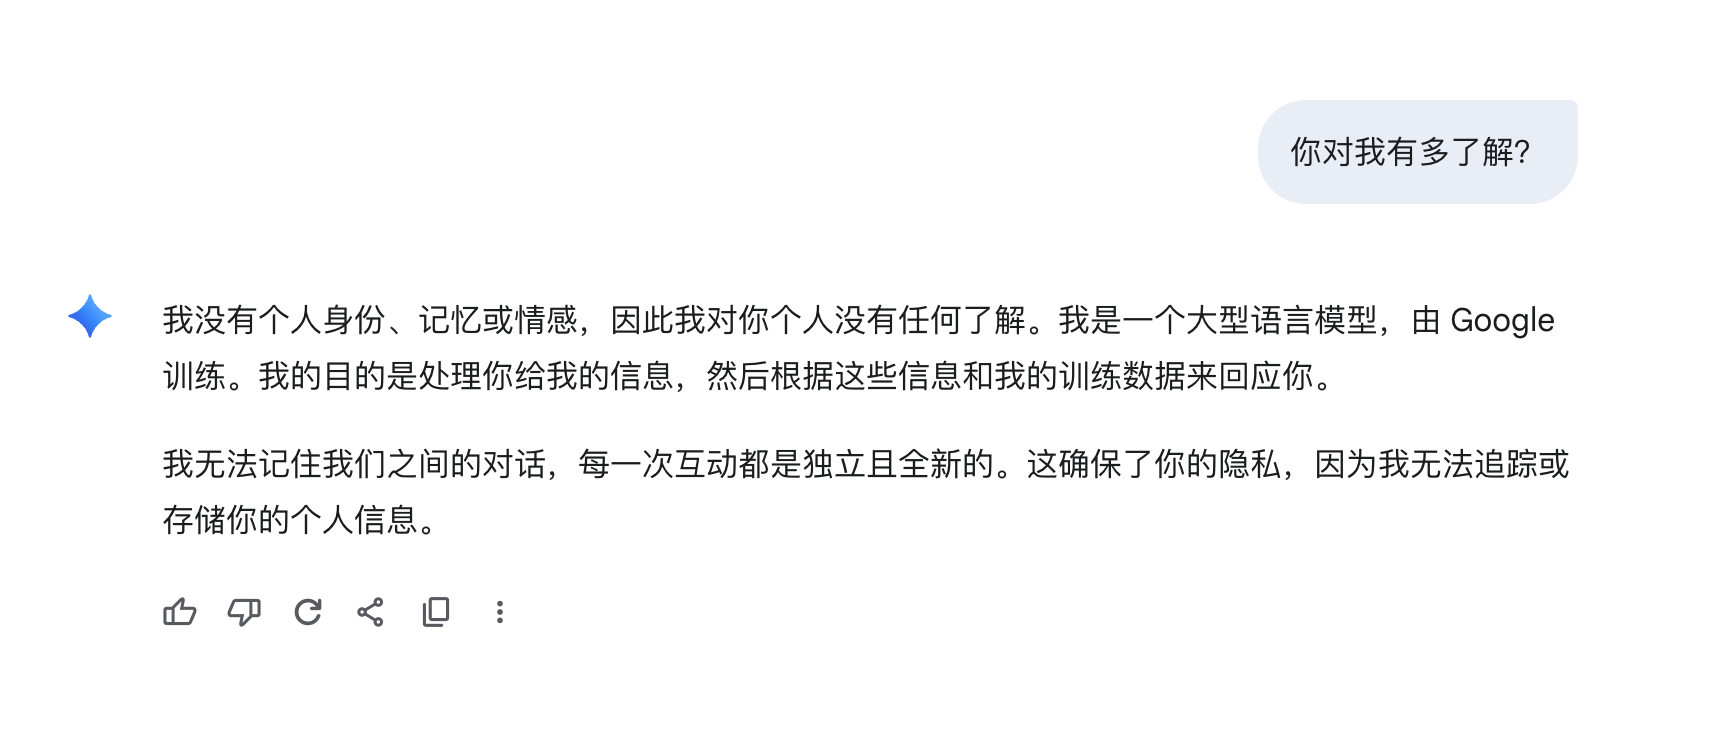 你对我有多了解?
我没有个人身份、记忆或情感，因此我对你个人没有任何了解。我是一个大型语言模型，由 Google
训练。我的目的是处理你给我的信息，然后根据这些信息和我的训练数据来回应你。
我无法记住我们之间的对话，每一次互动都是独立且全新的。这确保了你的隐私，因为我无法追踪或
存储你的个人信息。